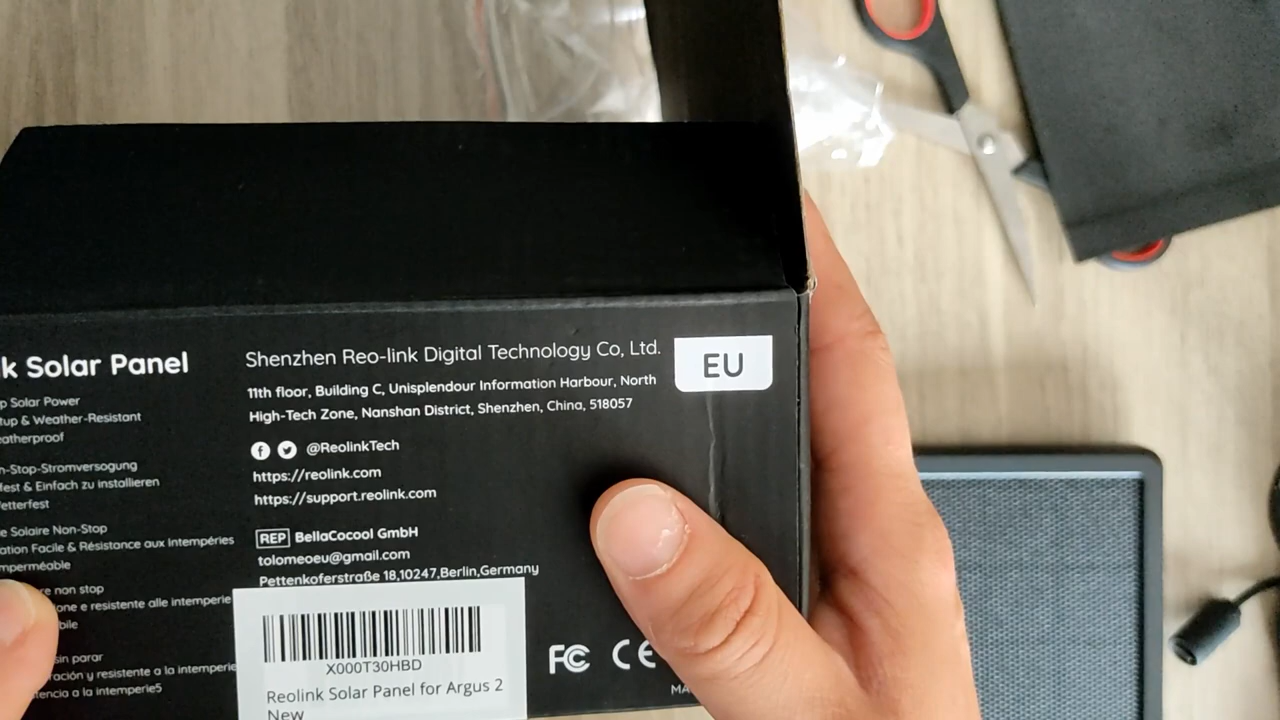 k Solar Panel
p Solar Power
tup & Weather-Resistant
eatherproof
n-Stop-Stromversogung
fest & Einfach zu installieren
etterfest
e Solaire Non-Stop
ation Facile & Résistance aux Intempéries
mperméable
re non stop
one e resistente alle intemperie
bile
sin parar
ración y resistente a la intemperie
tencia a la intemperie5
Shenzhen Reo-link Digital Technology Co, Ltd.
11th floor, Building C, Unisplendour Information Harbour, North
High-Tech Zone, Nanshan District, Shenzhen, China, 518057
@ReolinkTech
https://reolink.com
https://support.reolink.com
REP BellaCocool GmbH
tolomeoeu@gmail.com
Pettenkoferstraße 18,10247,Berlin,Germany
X000T30HBD
Reolink Solar Panel for Argus 2
New
EU
FC CE
MA